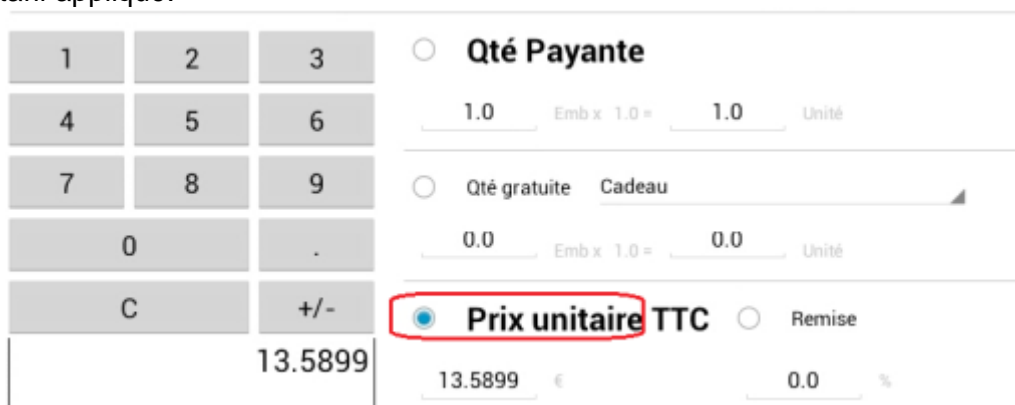 1 2 3
4 5 6
7 8 9
0 .
C +/-
13.5899
Qté Payante
1.0 Emb x 1.0 = 1.0 Unité
Qté gratuite Cadeau
0.0 Emb x 1.0 = 0.0 Unité
Prix unitaire TTC Remise
13.5899 € 0.0 %